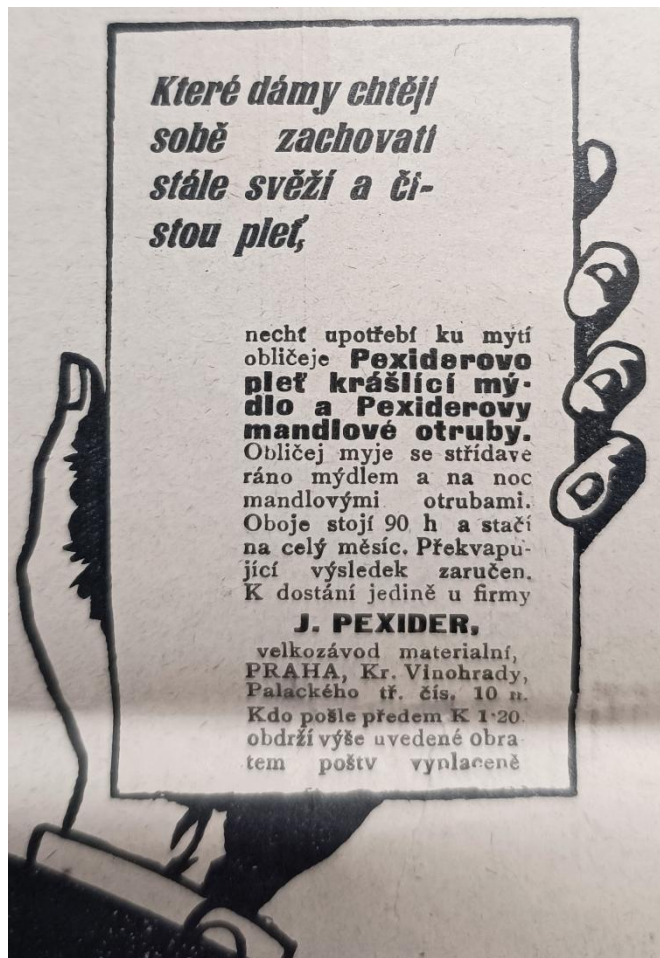 Které dámy chtějí
sobě zachovati
stále svěží a či-
stou pleť,
nechť upotřebí ku mytí
obličeje Pexiderovo
pleť krášlící mý-
dlo a Pexiderovy
mandlové otruby.
Obličej myje se střídavě
ráno mýdlem a na noc
mandlovými otrubami.
Oboje stojí 90 h a stačí
na celý měsíc. Překvapu-
jící výsledek zaručen.
K dostání jedině u firmy
J. PEXIDER,
velkozávod materialní,
PRAHA, Kr. Vinohrady,
Palackého tř. čís. 10 n.
Kdo pošle předem K 1·20
obdrží výše uvedené obra
tem poštv vyplaceně